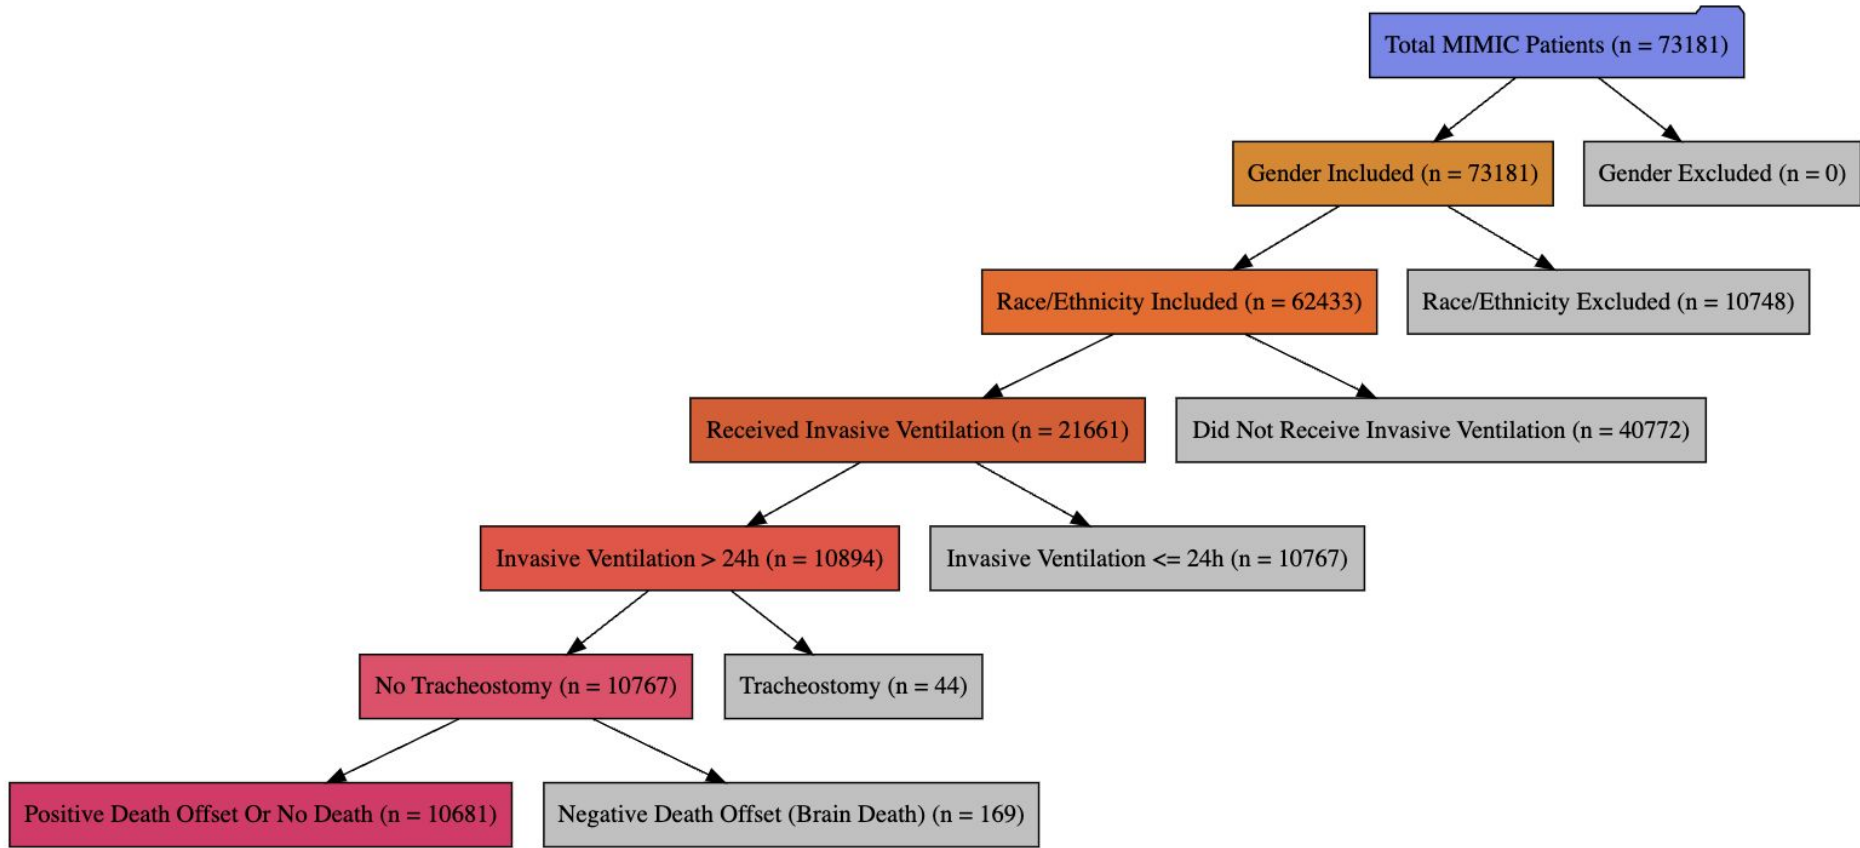 Total MIMIC Patients (n = 73181)
Gender Included (n = 73181)
Gender Excluded (n = 0)
Race/Ethnicity Included (n = 62433)
Race/Ethnicity Excluded (n = 10748)
Received Invasive Ventilation (n = 21661)
Did Not Receive Invasive Ventilation (n = 40772)
Invasive Ventilation > 24h (n = 10894)
Invasive Ventilation <= 24h (n = 10767)
No Tracheostomy (n = 10767)
Tracheostomy (n = 44)
Positive Death Offset Or No Death (n = 10681)
Negative Death Offset (Brain Death) (n = 169)